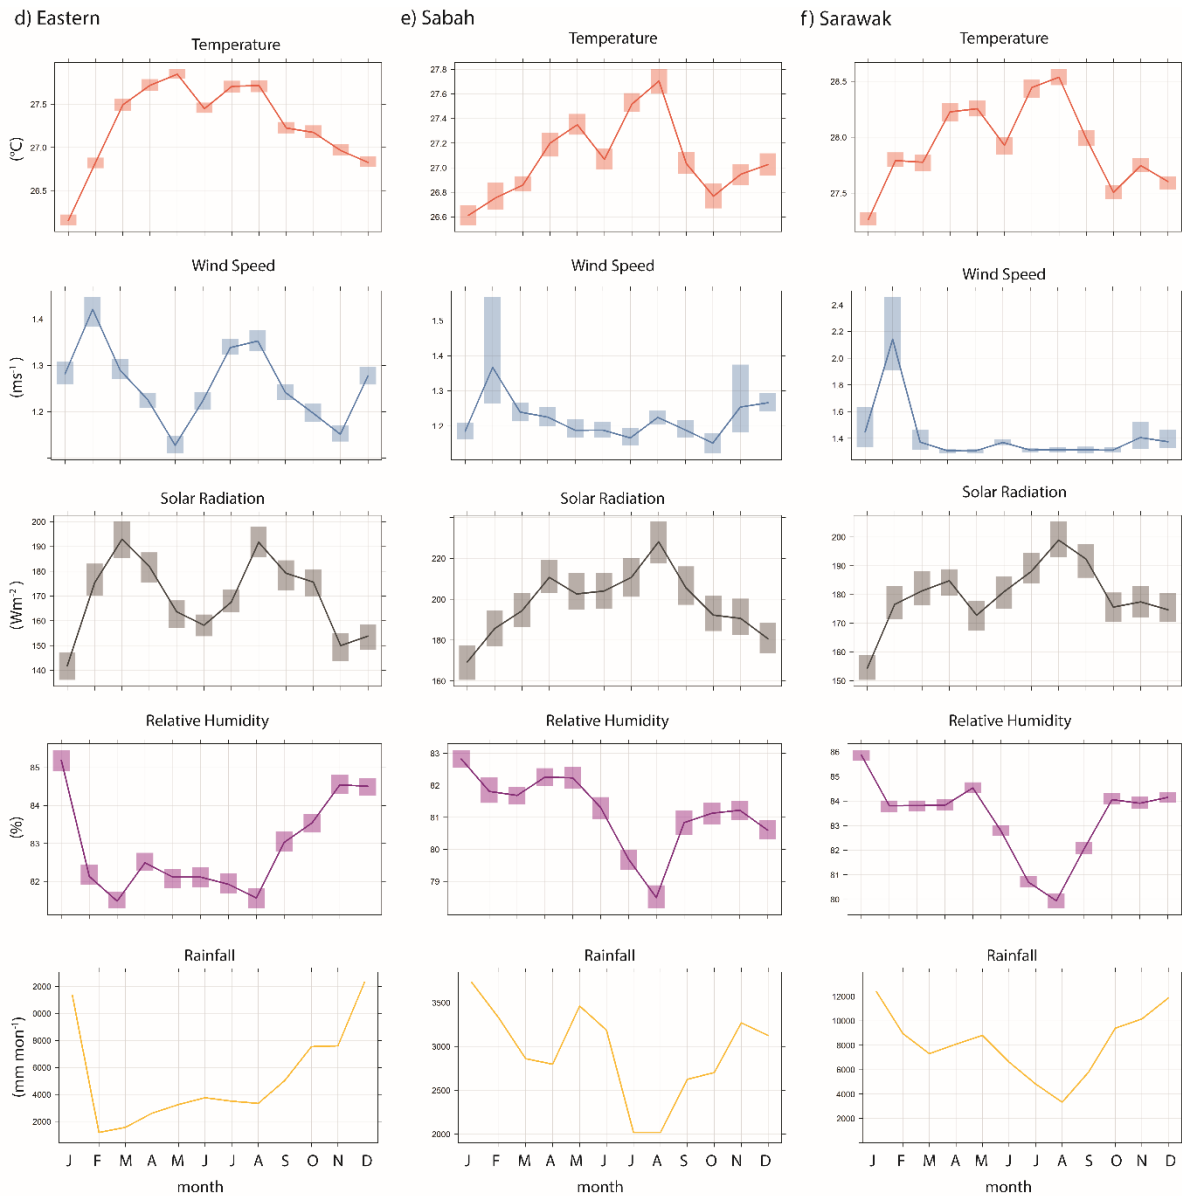 d) Eastern
e) Sabah
f) Sarawak
Temperature
Temperature
Temperature
(°C)
27.5
27.0
26.5
27.8
27.6
27.4
27.2
27.0
26.8
26.6
28.5
28.0
27.5
Wind Speed
Wind Speed
Wind Speed
(ms-1)
1.4
1.3
1.2
1.5
1.4
1.3
1.2
2.4
2.2
2.0
1.8
1.6
1.4
Solar Radiation
Solar Radiation
Solar Radiation
(Wm-2)
200
190
180
170
160
150
140
220
200
180
160
200
190
180
170
160
150
Relative Humidity
Relative Humidity
Relative Humidity
(%)
85
84
83
82
83
82
81
80
79
86
85
84
83
82
81
80
Rainfall
Rainfall
Rainfall
(mm mon-1)
2000
0000
8000
4000
2000
3500
3000
2500
2000
12000
10000
8000
6000
4000
2000
J F M A M J J A S O N D
J F M A M J J A S O N D
J F M A M J J A S O N D
month
month
month